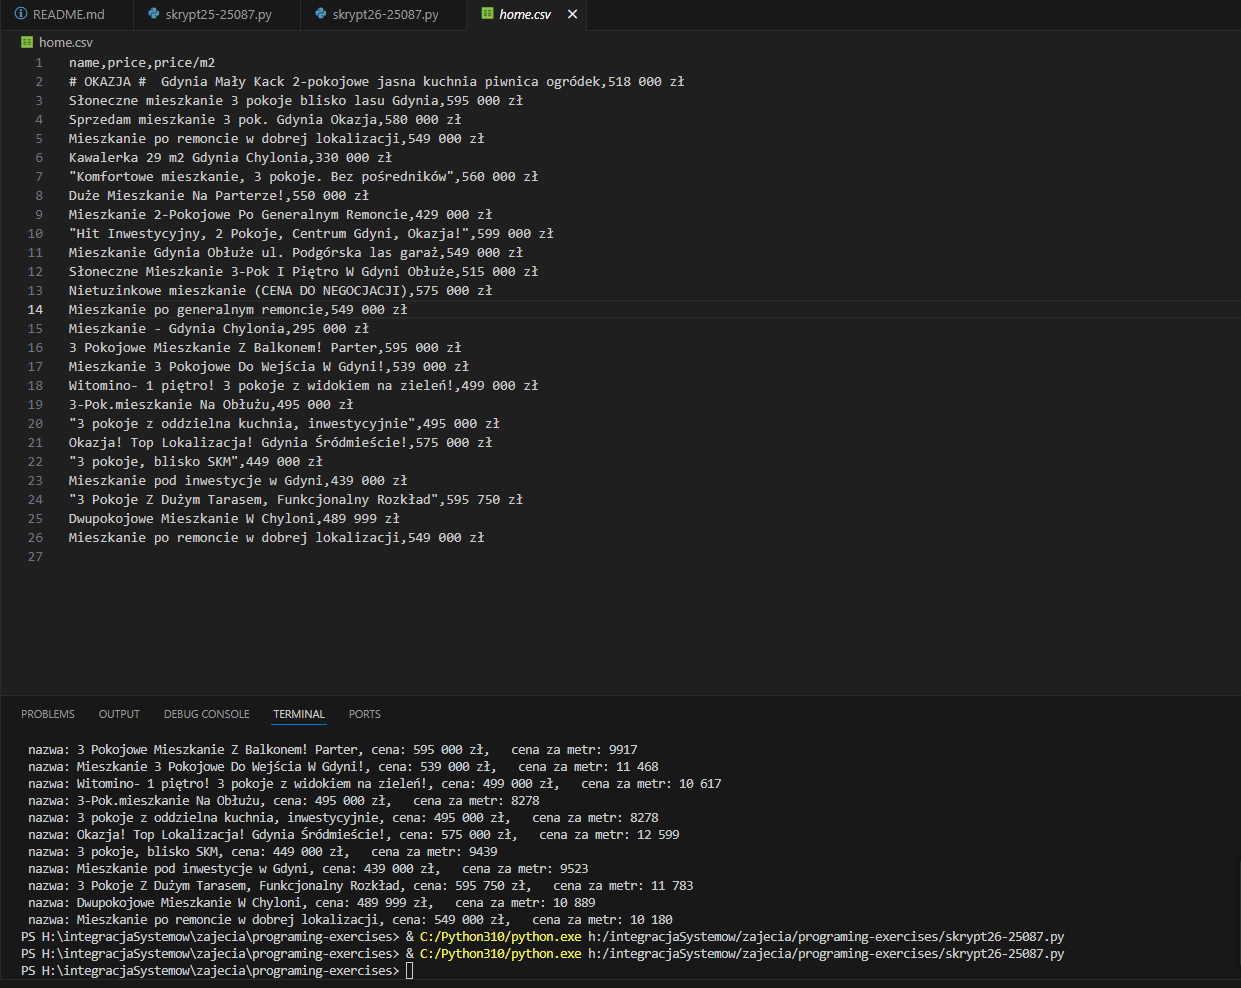 README.md skrypt25-25087.py skrypt26-25087.py home.csv
home.csv
1 name,price,price/m2
2 # OKAZJA #  Gdynia Mały Kack 2-pokojowe jasna kuchnia piwnica ogródek,518 000 zł
3 Słoneczne mieszkanie 3 pokoje blisko lasu Gdynia,595 000 zł
4 Sprzedam mieszkanie 3 pok. Gdynia Okazja,580 000 zł
5 Mieszkanie po remoncie w dobrej lokalizacji,549 000 zł
6 Kawalerka 29 m2 Gdynia Chylonia,330 000 zł
7 "Komfortowe mieszkanie, 3 pokoje. Bez pośredników",560 000 zł
8 Duże Mieszkanie Na Parterze!,550 000 zł
9 Mieszkanie 2-Pokojowe Po Generalnym Remoncie,429 000 zł
10 "Hit Inwestycyjny, 2 Pokoje, Centrum Gdyni, Okazja!",599 000 zł
11 Mieszkanie Gdynia Obłuże ul. Podgórska las garaż,549 000 zł
12 Słoneczne Mieszkanie 3-Pok I Piętro W Gdyni Obłuże,515 000 zł
13 Nietuzinkowe mieszkanie (CENA DO NEGOCJACJI),575 000 zł
14 Mieszkanie po generalnym remoncie,549 000 zł
15 Mieszkanie - Gdynia Chylonia,295 000 zł
16 3 Pokojowe Mieszkanie Z Balkonem! Parter,595 000 zł
17 Mieszkanie 3 Pokojowe Do Wejścia W Gdyni!,539 000 zł
18 Witomino- 1 piętro! 3 pokoje z widokiem na zieleń!,499 000 zł
19 3-Pok.mieszkanie Na Obłużu,495 000 zł
20 "3 pokoje z oddzielna kuchnia, inwestycyjnie",495 000 zł
21 Okazja! Top Lokalizacja! Gdynia Śródmieście!,575 000 zł
22 "3 pokoje, blisko SKM",449 000 zł
23 Mieszkanie pod inwestycje w Gdyni,439 000 zł
24 "3 Pokoje Z Dużym Tarasem, Funkcjonalny Rozkład",595 750 zł
25 Dwupokojowe Mieszkanie W Chyloni,489 999 zł
26 Mieszkanie po remoncie w dobrej lokalizacji,549 000 zł
27
PROBLEMS OUTPUT DEBUG CONSOLE TERMINAL PORTS
nazwa: 3 Pokojowe Mieszkanie Z Balkonem! Parter, cena: 595 000 zł,   cena za metr: 9917
nazwa: Mieszkanie 3 Pokojowe Do Wejścia W Gdyni!, cena: 539 000 zł,   cena za metr: 11 468
nazwa: Witomino- 1 piętro! 3 pokoje z widokiem na zieleń!, cena: 499 000 zł,   cena za metr: 10 617
nazwa: 3-Pok.mieszkanie Na Obłużu, cena: 495 000 zł,   cena za metr: 8278
nazwa: 3 pokoje z oddzielna kuchnia, inwestycyjnie, cena: 495 000 zł,   cena za metr: 8278
nazwa: Okazja! Top Lokalizacja! Gdynia Śródmieście!, cena: 575 000 zł,   cena za metr: 12 599
nazwa: 3 pokoje, blisko SKM, cena: 449 000 zł,   cena za metr: 9439
nazwa: Mieszkanie pod inwestycje w Gdyni, cena: 439 000 zł,   cena za metr: 9523
nazwa: 3 Pokoje Z Dużym Tarasem, Funkcjonalny Rozkład, cena: 595 750 zł,   cena za metr: 11 783
nazwa: Dwupokojowe Mieszkanie W Chyloni, cena: 489 999 zł,   cena za metr: 10 889
nazwa: Mieszkanie po remoncie w dobrej lokalizacji, cena: 549 000 zł,   cena za metr: 10 180
PS H:\integracjaSystemow\zajecia\programing-exercises> & C:/Python310/python.exe h:/integracjaSystemow/zajecia/programing-exercises/skrypt26-25087.py
PS H:\integracjaSystemow\zajecia\programing-exercises> & C:/Python310/python.exe h:/integracjaSystemow/zajecia/programing-exercises/skrypt26-25087.py
PS H:\integracjaSystemow\zajecia\programing-exercises>